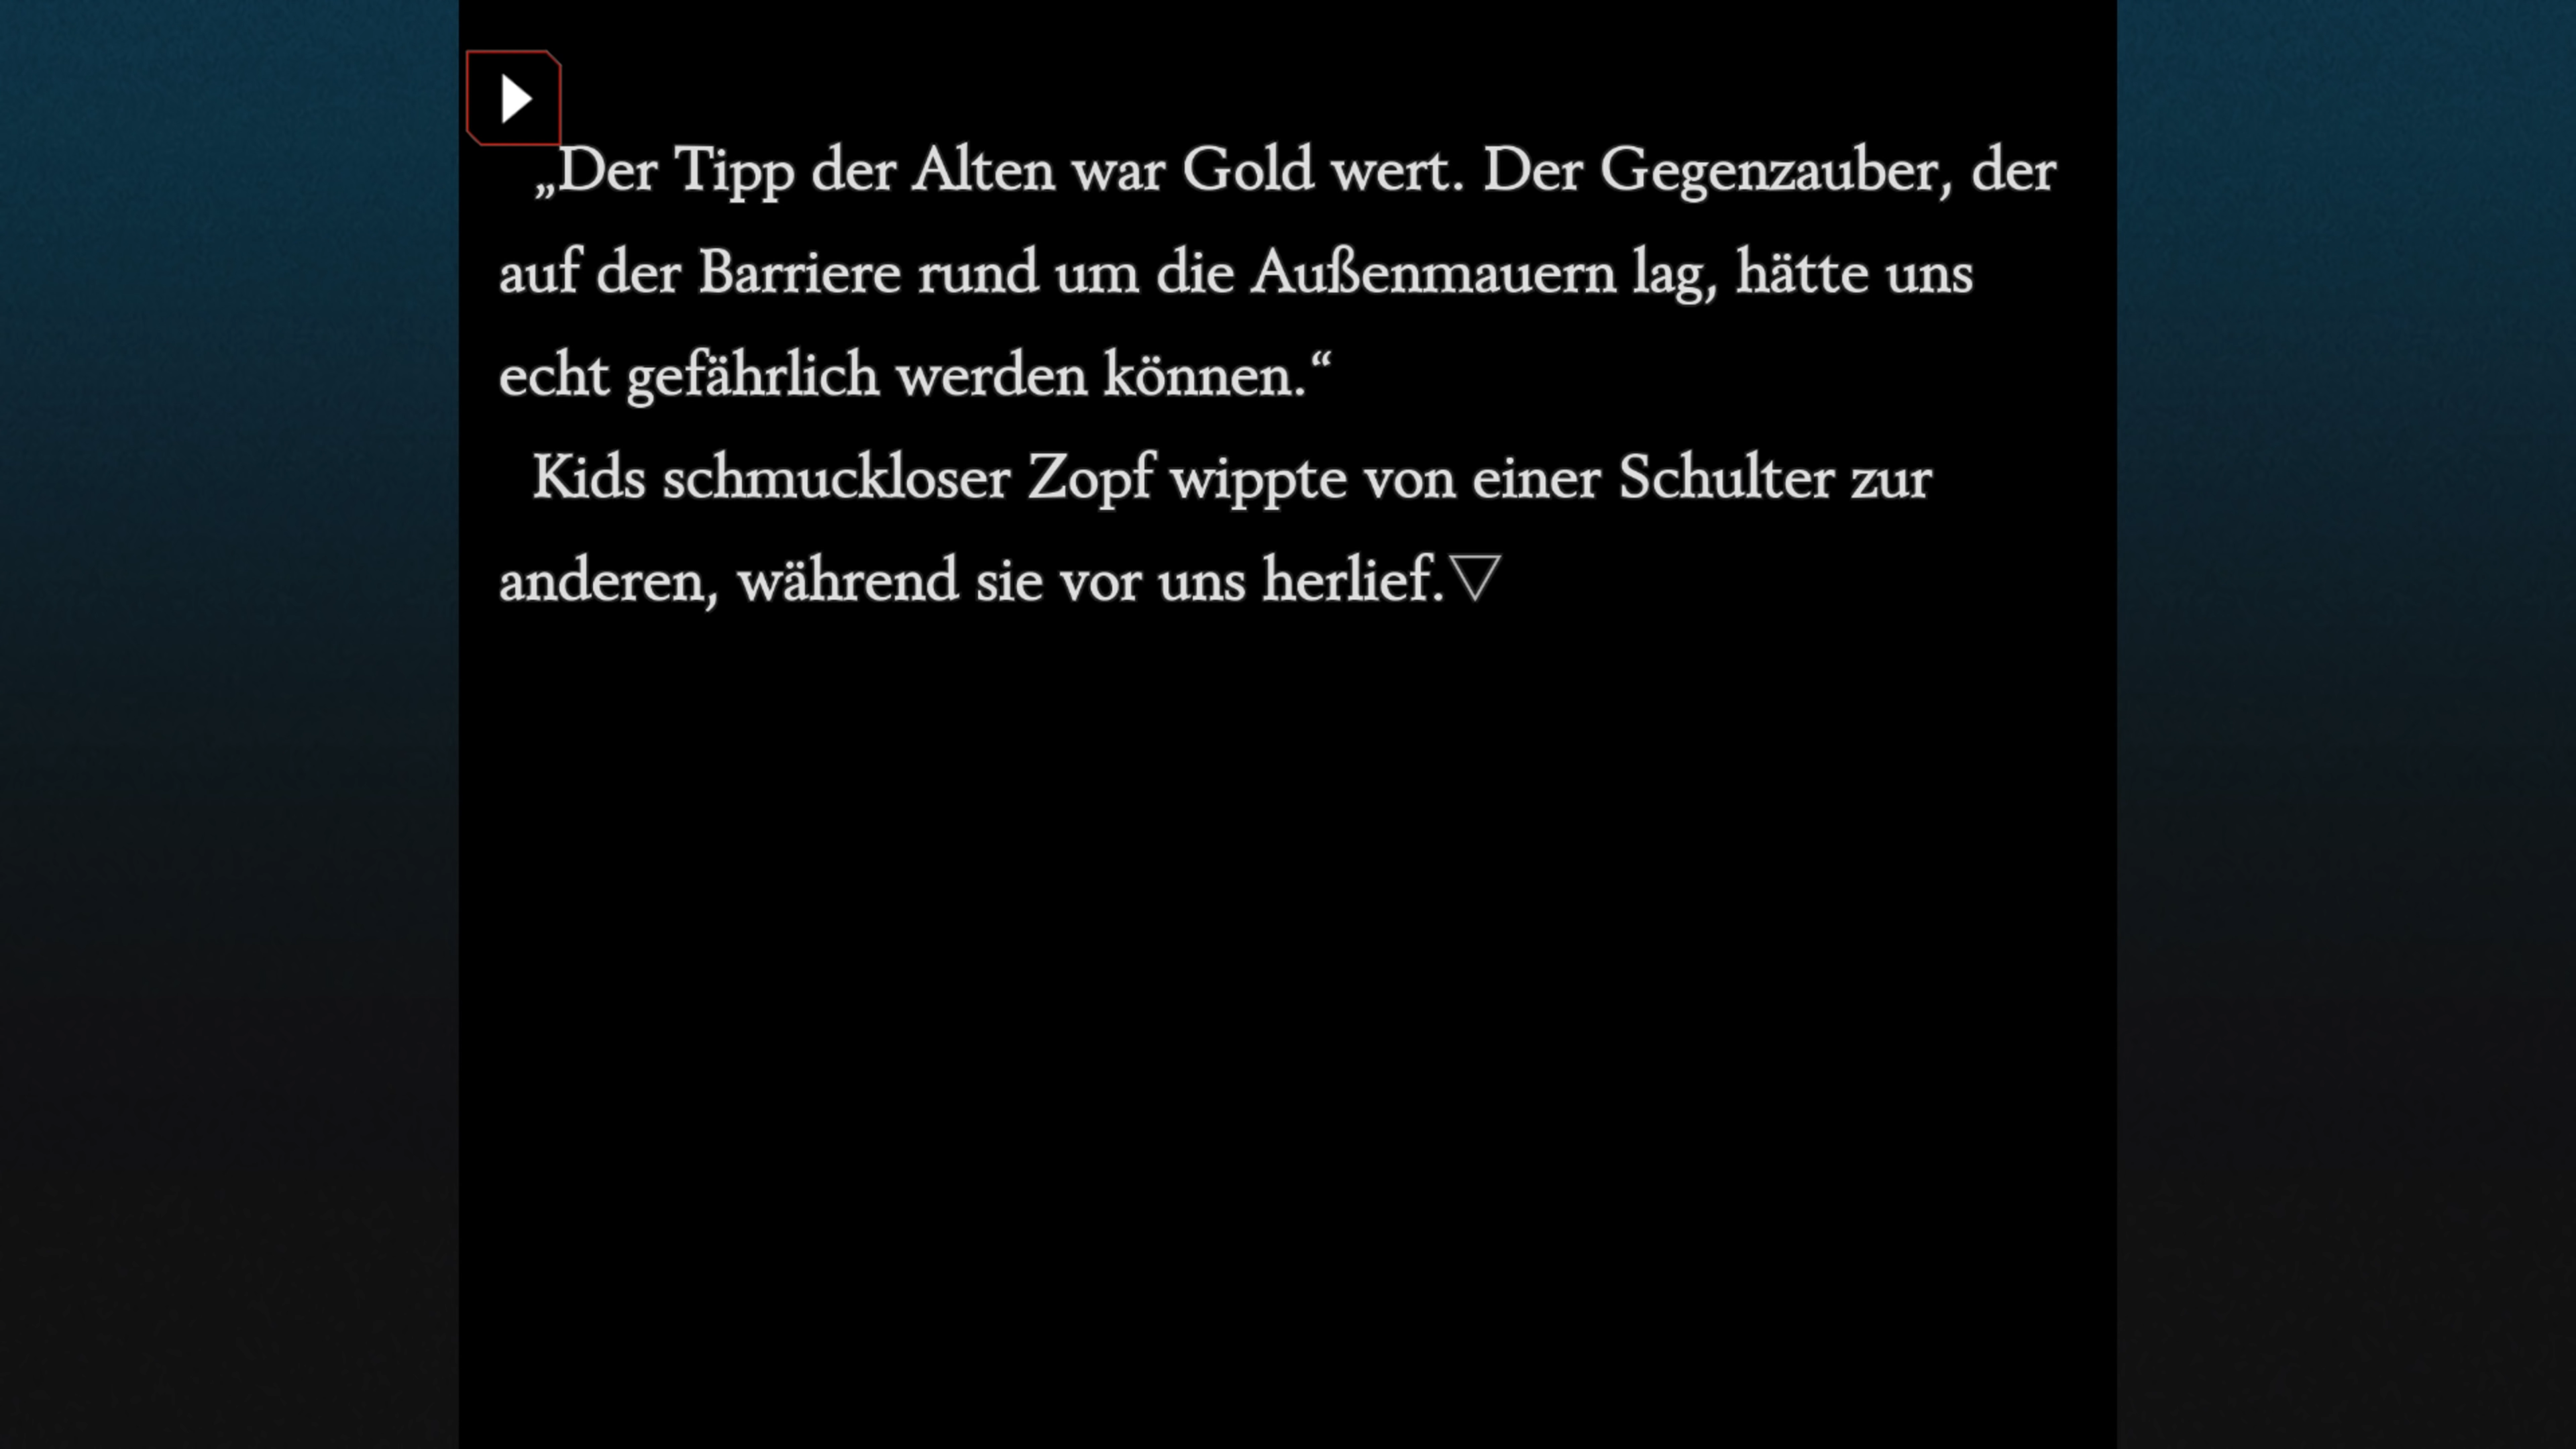 „Der Tipp der Alten war Gold wert. Der Gegenzauber, der
auf der Barriere rund um die Außenmauern lag, hätte uns
echt gefährlich werden können.“
Kids schmuckloser Zopf wippte von einer Schulter zur
anderen, während sie vor uns herlief.